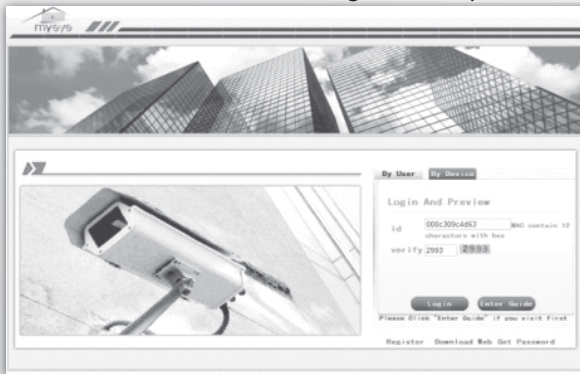 myeye
By User By Device
Login And Preview
id 000c309c4d63 MAC contain 12
characters with hex
verify 2993 2993
Login Enter Guide
Please Click "Enter Guide" if you visit first
Register Download Web Get Password